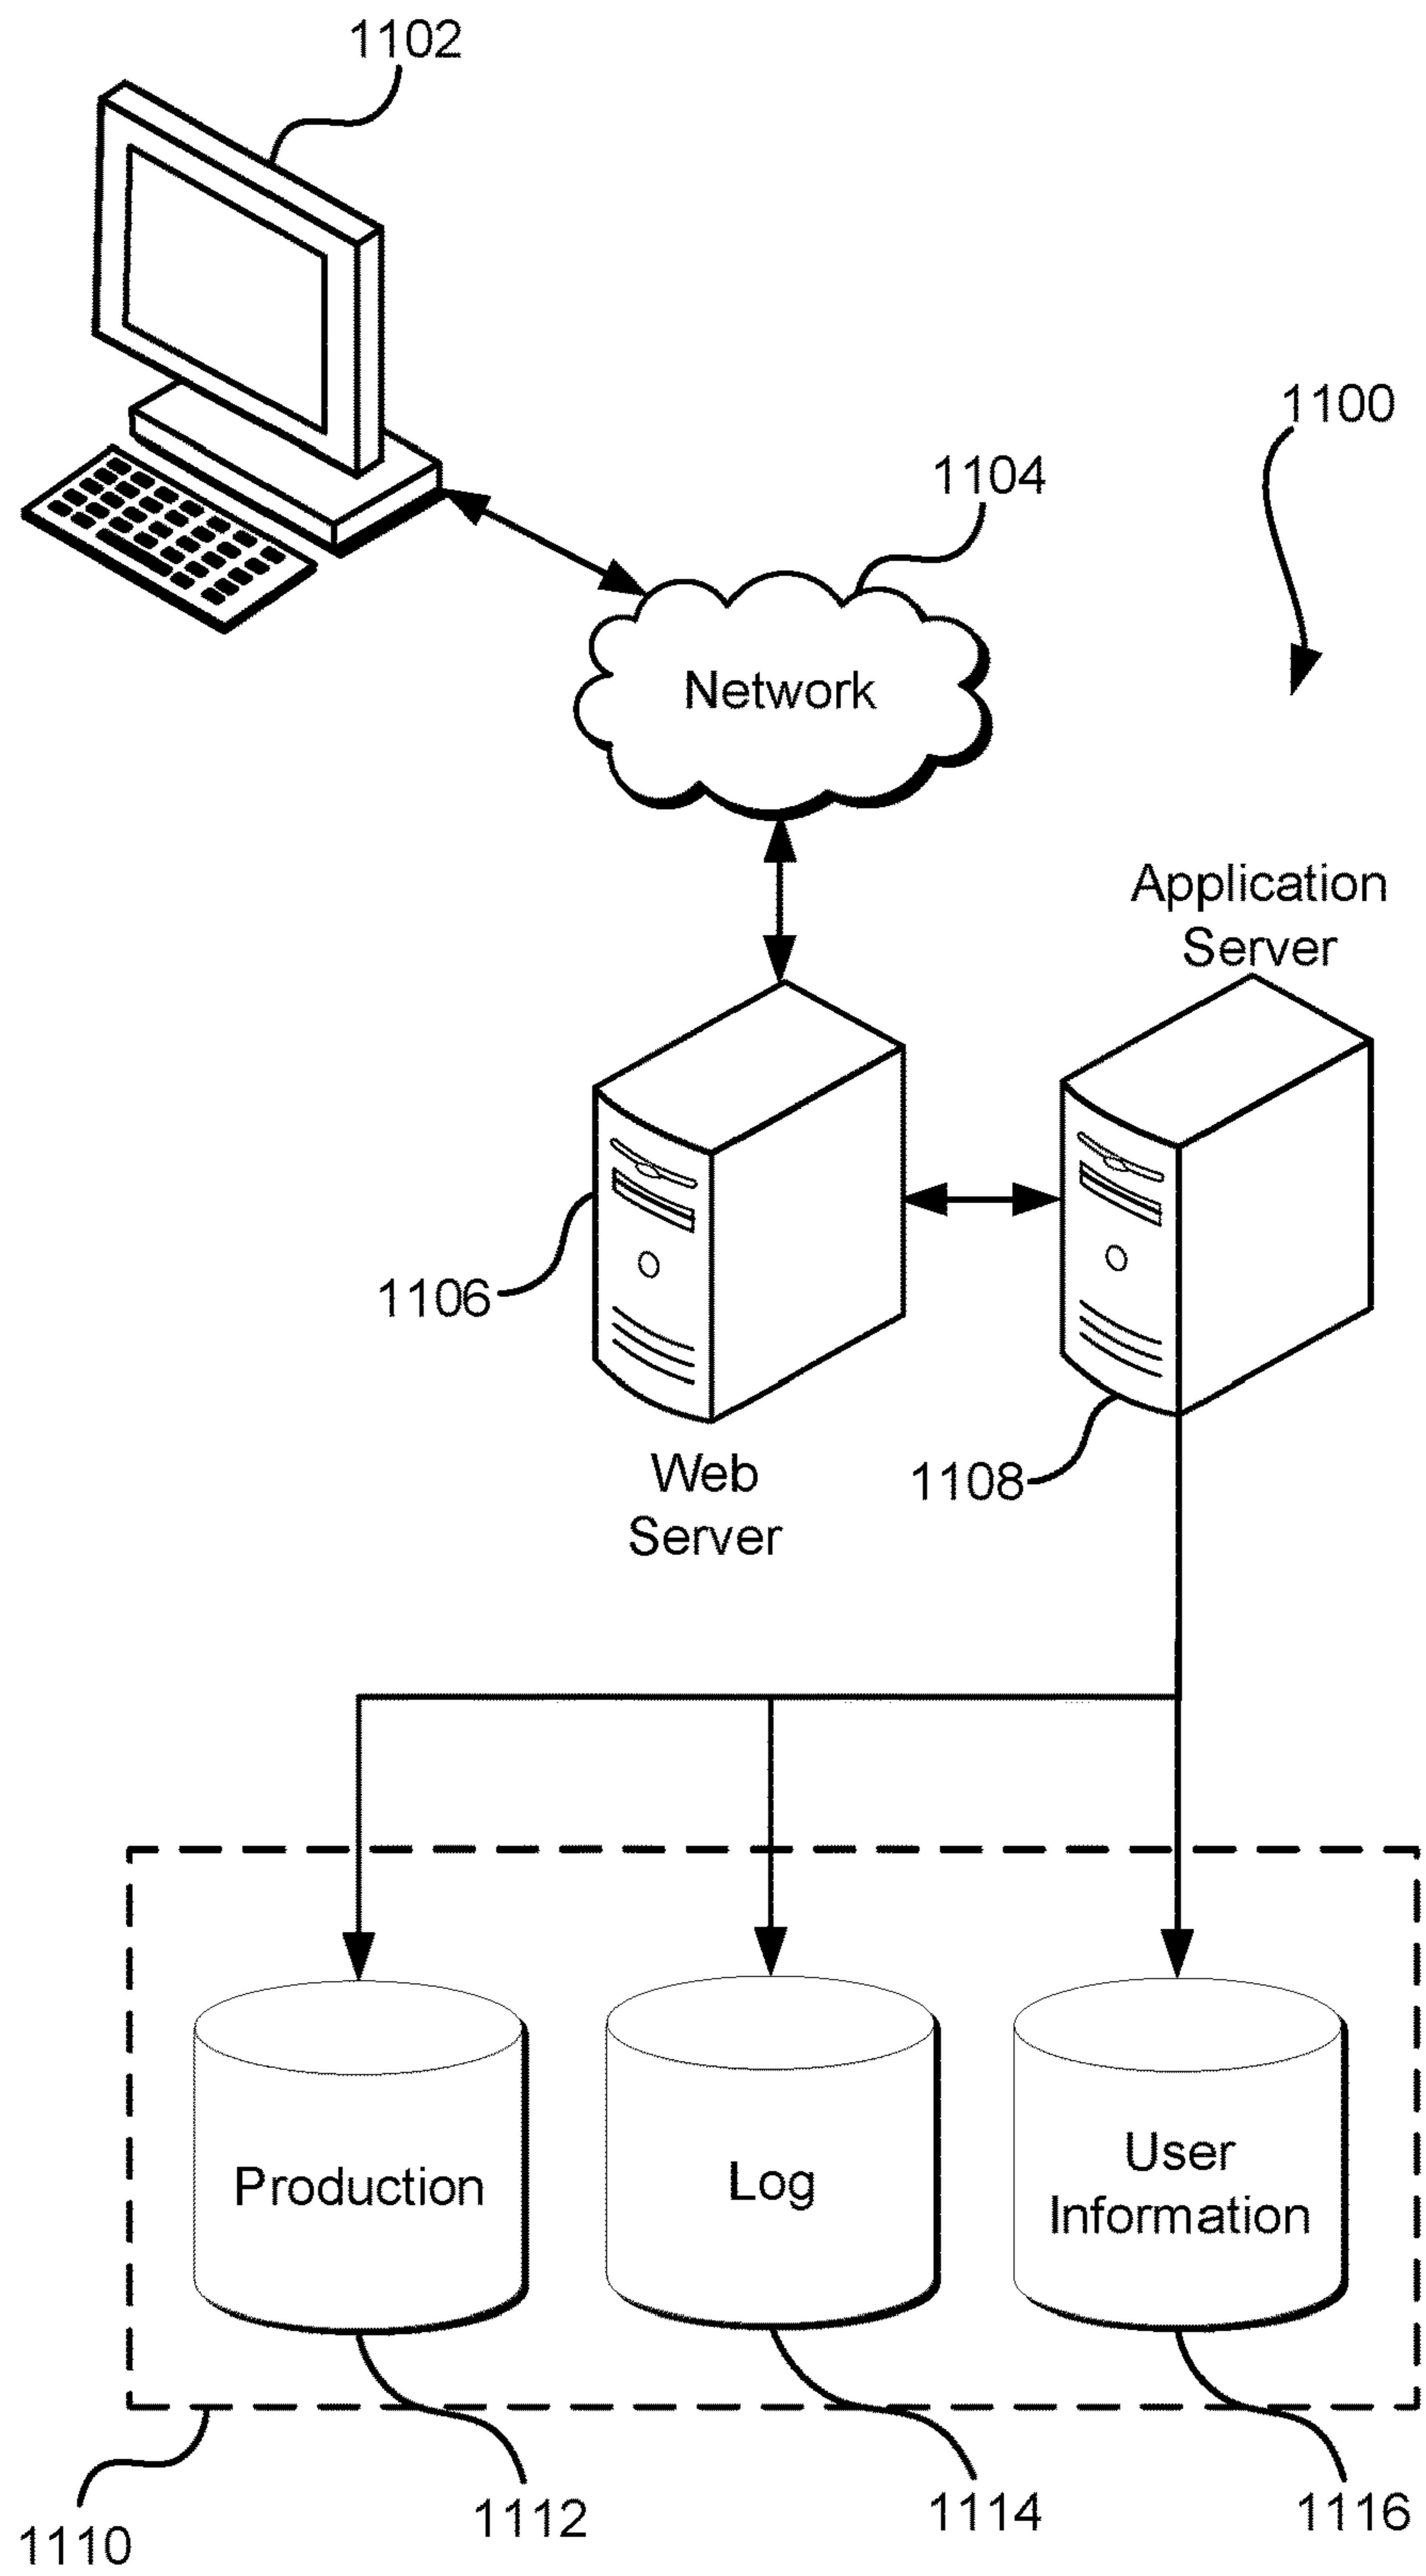 1102
1100
1104
Network
Application
Server
1106
Web
Server
1108
Production
Log
User
Information
1110
1112
1114
1116